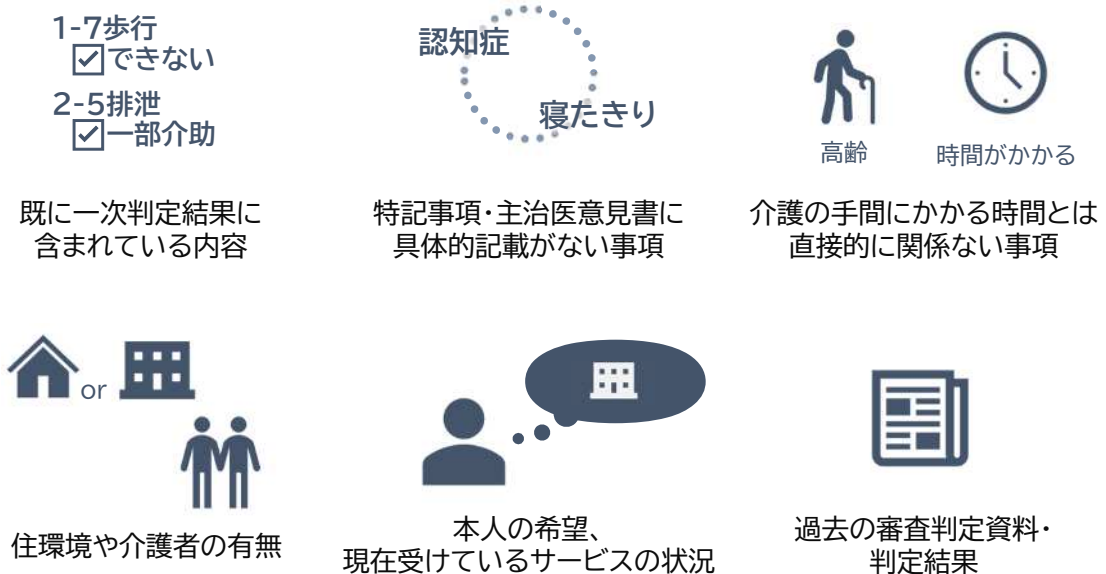 1-7歩行
できない
2-5排泄
一部介助
既に一次判定結果に
含まれている内容
認知症
寝たきり
特記事項・主治医意見書に
具体的記載がない事項
高齢
時間がかかる
介護の手間にかかる時間とは
直接的に関係ない事項
or
住環境や介護者の有無
本人の希望、
現在受けているサービスの状況
過去の審査判定資料・
判定結果